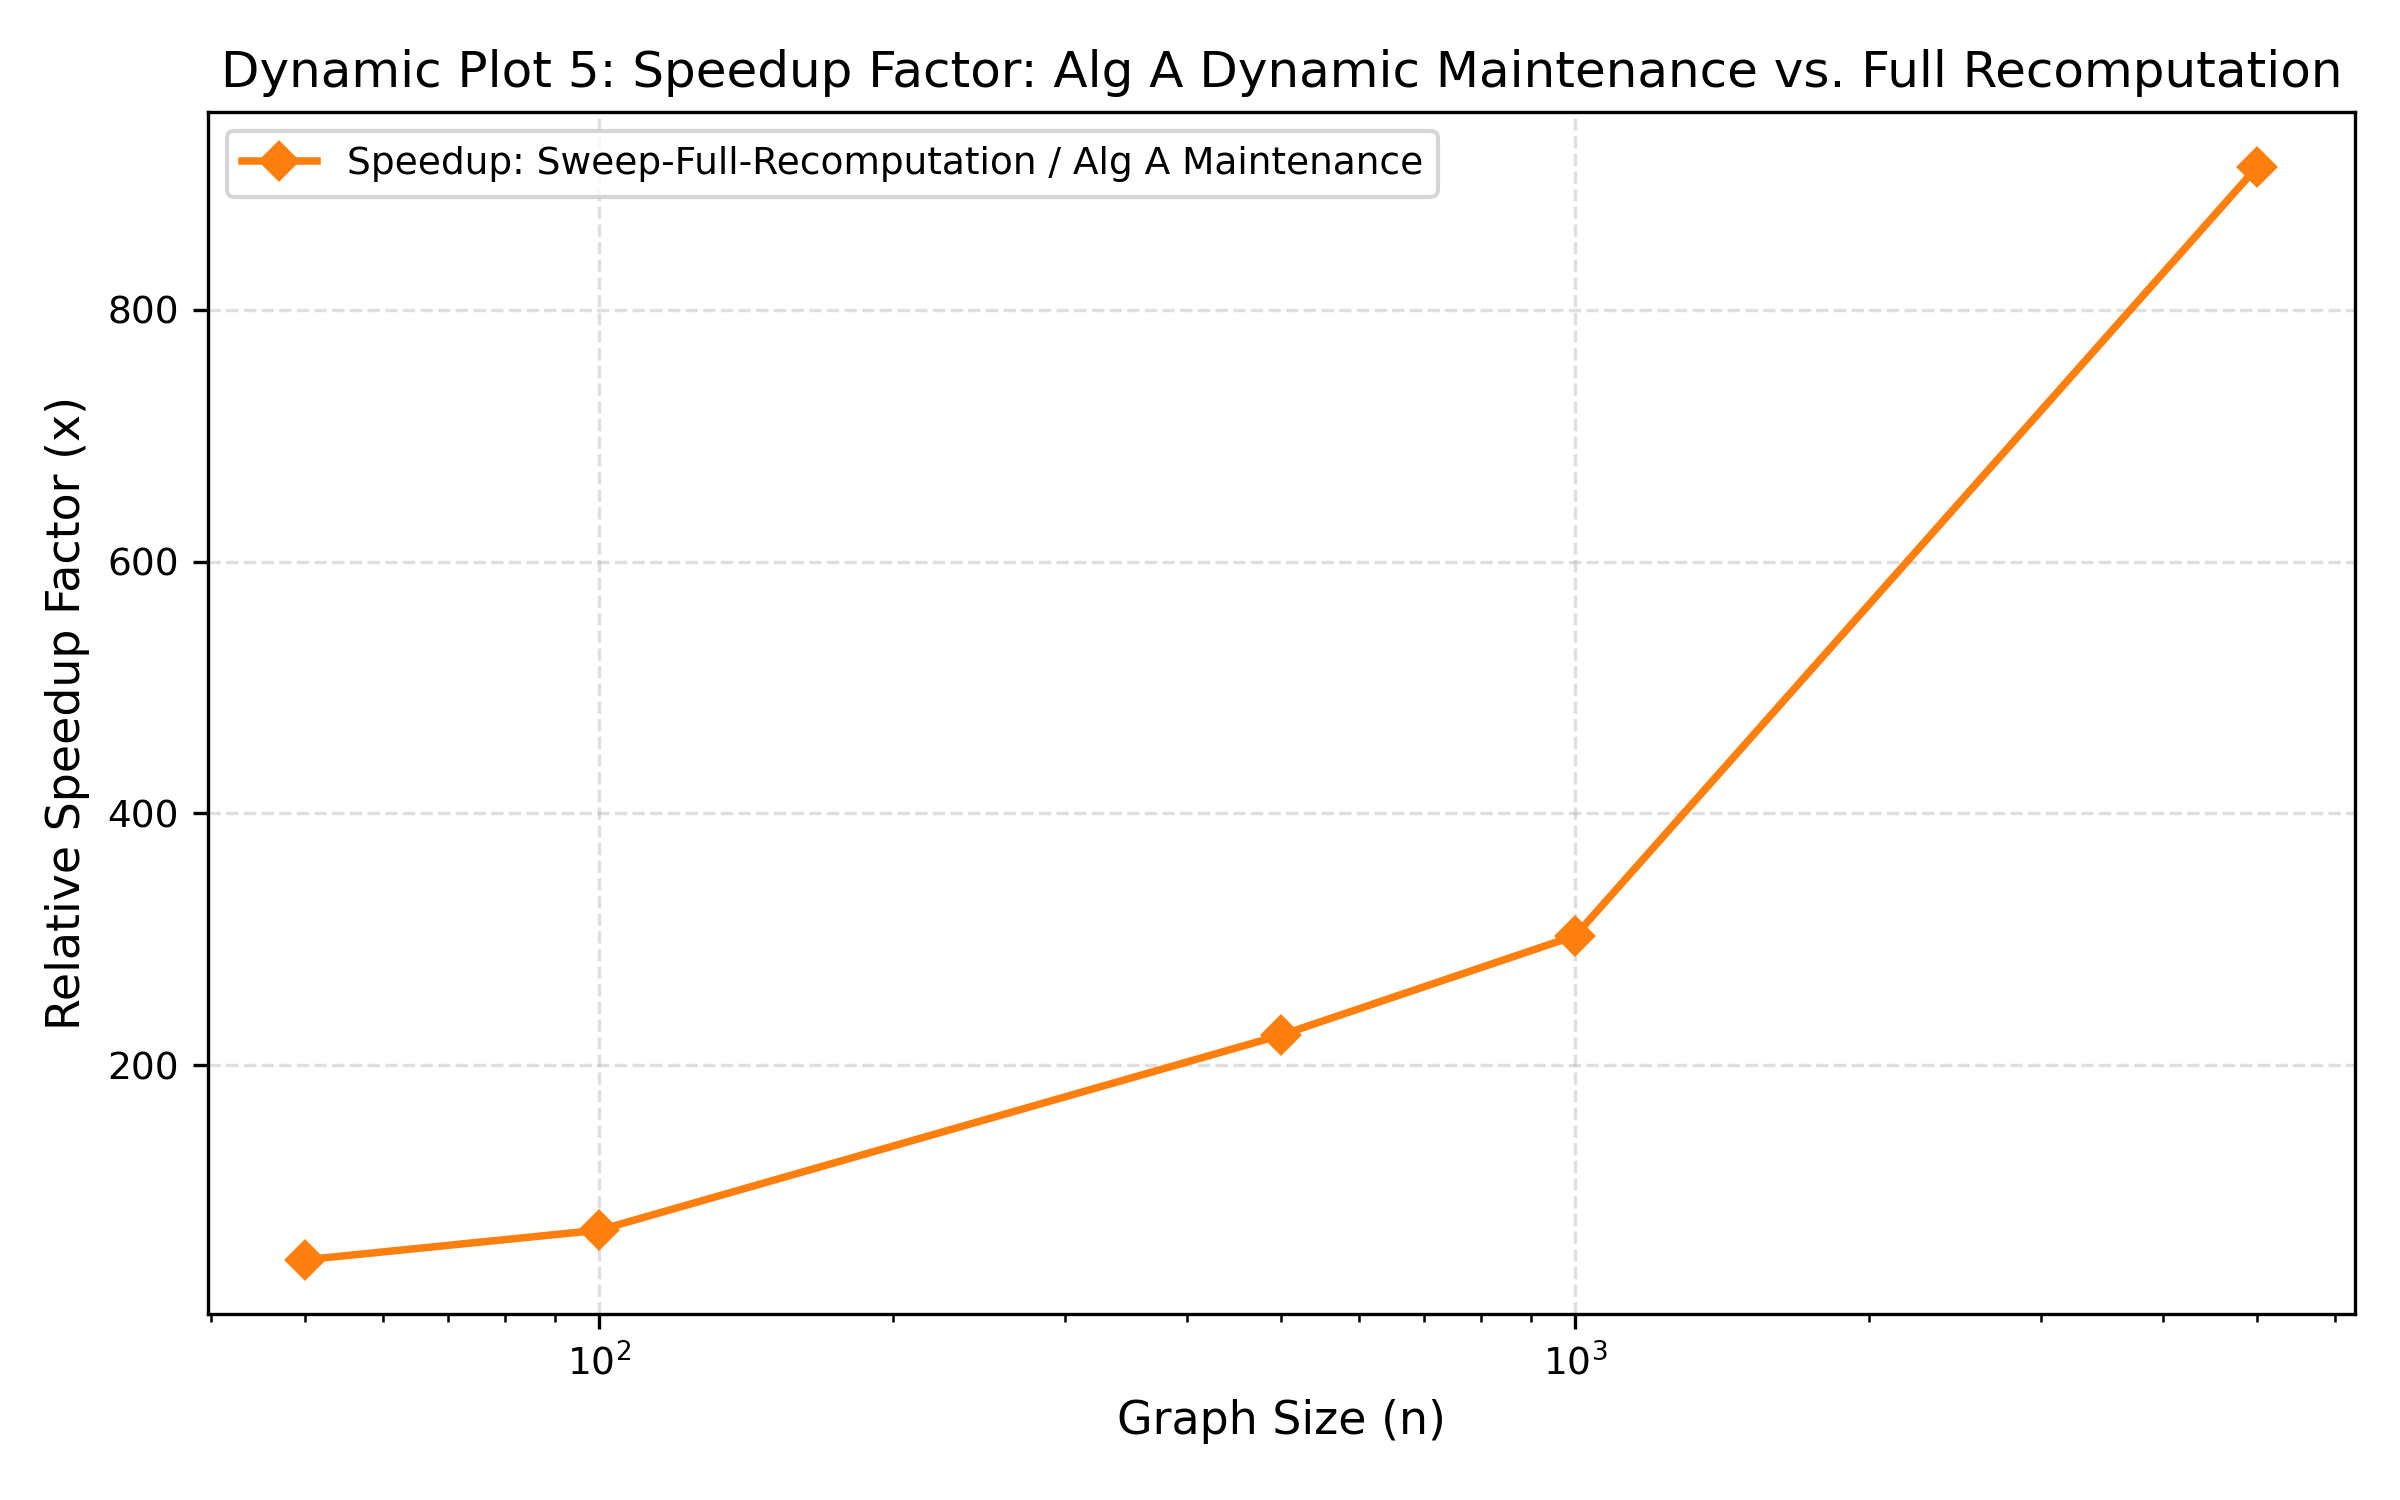 Dynamic Plot 5: Speedup Factor: Alg A Dynamic Maintenance vs. Full Recomputation
Speedup: Sweep-Full-Recomputation / Alg A Maintenance
Relative Speedup Factor (x)
800
600
400
200
10²
10³
Graph Size (n)